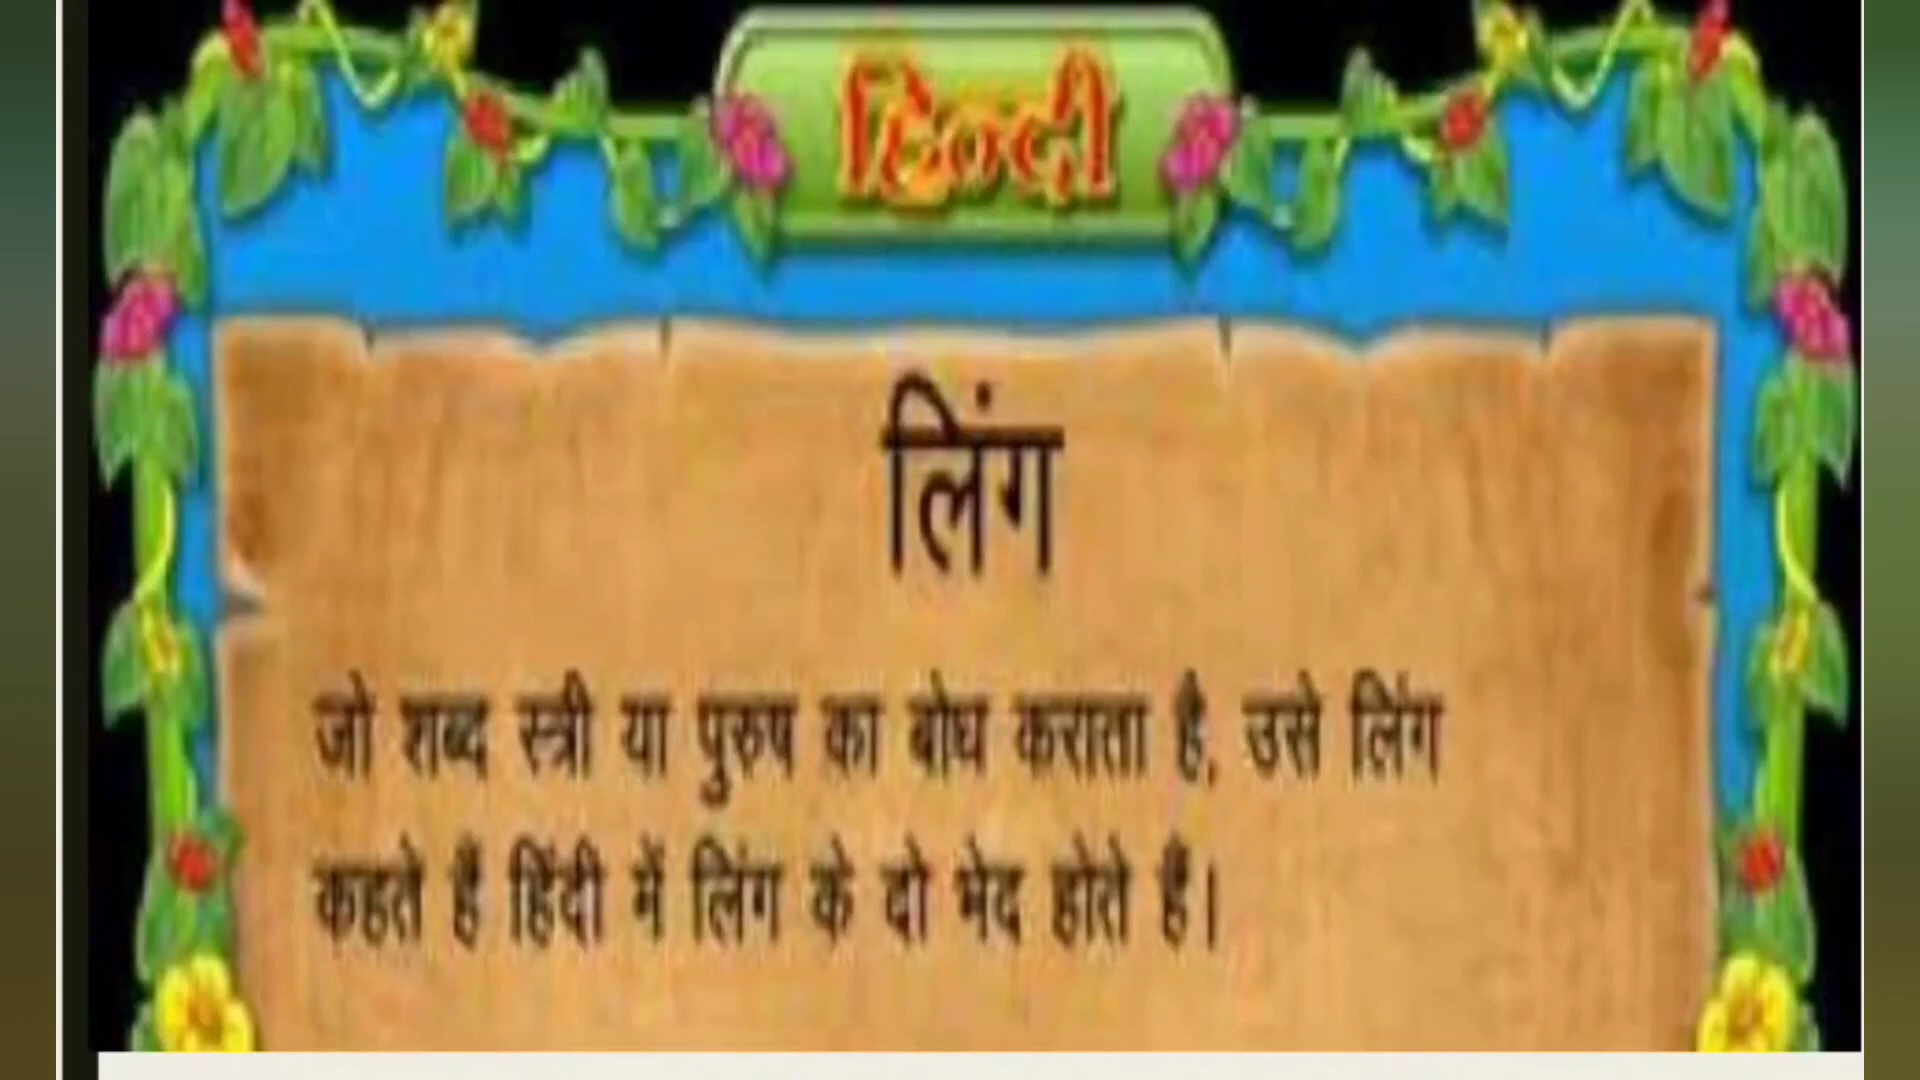 हिन्दी
लिंग
जो शब्द स्त्री या पुरुष का बोध कराता है, उसे लिंग
कहते हैं हिंदी में लिंग के दो भेद होते हैं।